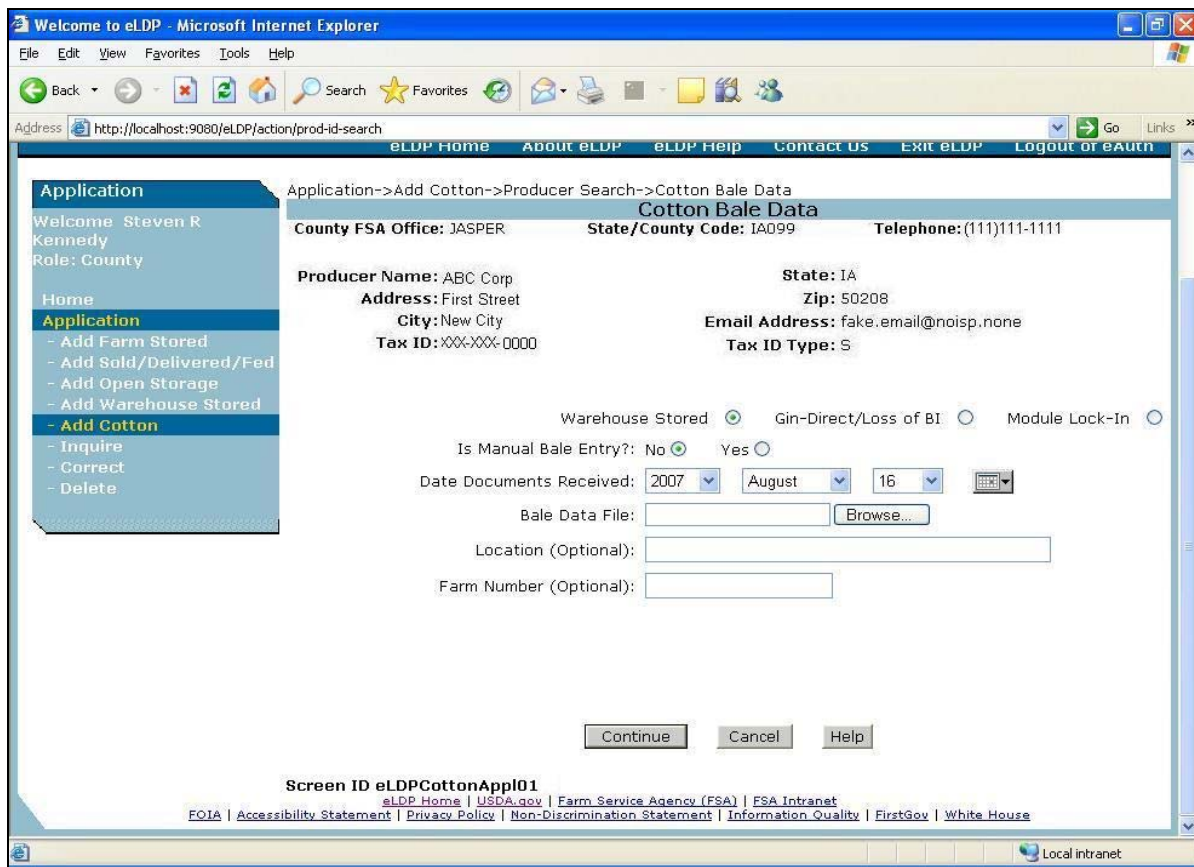 Welcome to eLDP - Microsoft Internet Explorer
File Edit View Favorites Tools Help
Back Search Favorites
Address http://localhost:9080/eLDP/action/prod-id-search Go Links »
eLDP Home About eLDP eLDP Help Contact Us Exit eLDP Logout of eAuth
Application
Welcome Steven R
Kennedy
Role: County
Home
Application
- Add Farm Stored
- Add Sold/Delivered/Fed
- Add Open Storage
- Add Warehouse Stored
- Add Cotton
- Inquire
- Correct
- Delete
Application->Add Cotton->Producer Search->Cotton Bale Data
Cotton Bale Data
County FSA Office: JASPER State/County Code: IA099 Telephone: (111)111-1111
Producer Name: ABC Corp State: IA
Address: First Street Zip: 50208
City: New City Email Address: fake.email@noisp.none
Tax ID: XXX-XXX-0000 Tax ID Type: S
Warehouse Stored Gin-Direct/Loss of BI Module Lock-In
Is Manual Bale Entry?: No Yes
Date Documents Received: 2007 August 16
Bale Data File: Browse...
Location (Optional):
Farm Number (Optional):
Continue Cancel Help
Screen ID eLDPCottonAppl01
eLDP Home | USDA.gov | Farm Service Agency (FSA) | FSA Intranet
FOIA | Accessibility Statement | Privacy Policy | Non-Discrimination Statement | Information Quality | FirstGov | White House
Local intranet